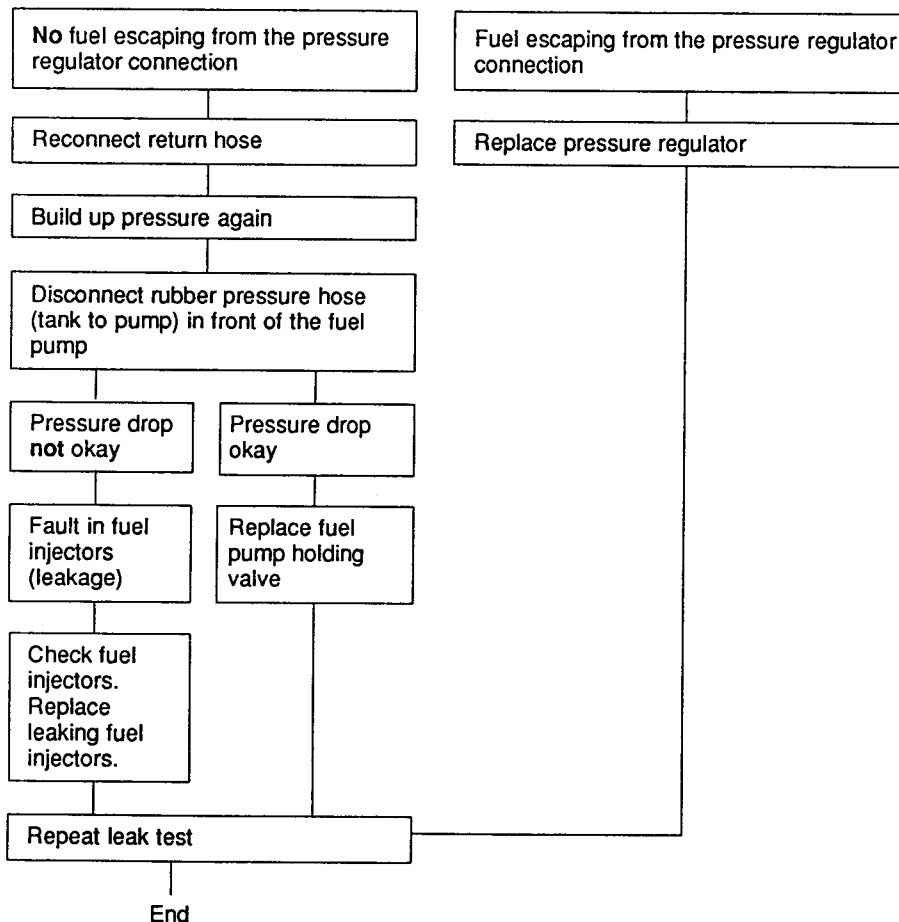 No fuel escaping from the pressure
regulator connection
Fuel escaping from the pressure regulator
connection
Reconnect return hose
Replace pressure regulator
Build up pressure again
Disconnect rubber pressure hose
(tank to pump) in front of the fuel
pump
Pressure drop
not okay
Pressure drop
okay
Fault in fuel
injectors
(leakage)
Replace fuel
pump holding
valve
Check fuel
injectors.
Replace
leaking fuel
injectors.
Repeat leak test
End